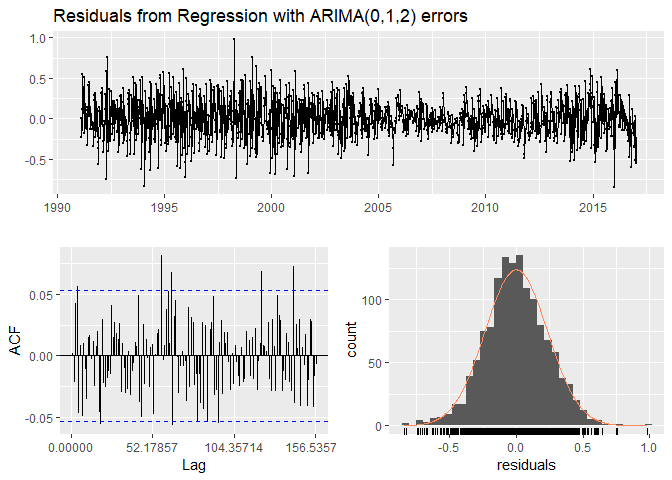 Residuals from Regression with ARIMA(0,1,2) errors
1.0
0.5
0.0
-0.5
1990 1995 2000 2005 2010 2015
ACF
0.05
0.00
-0.05
0.00000 52.17857 104.35714 156.5357
Lag
count
100
50
0
-0.5 0.0 0.5 1.0
residuals